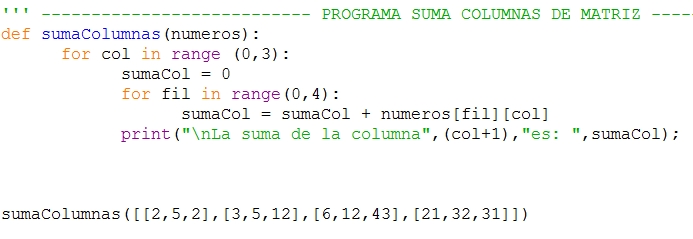 ''' --------------------------- PROGRAMA SUMA COLUMNAS DE MATRIZ ----
def sumaColumnas(numeros):
      for col in range (0,3):
            sumaCol = 0
            for fil in range(0,4):
                  sumaCol = sumaCol + numeros[fil][col]
            print("\nLa suma de la columna",(col+1),"es: ",sumaCol);
sumaColumnas([[2,5,2],[3,5,12],[6,12,43],[21,32,31]])